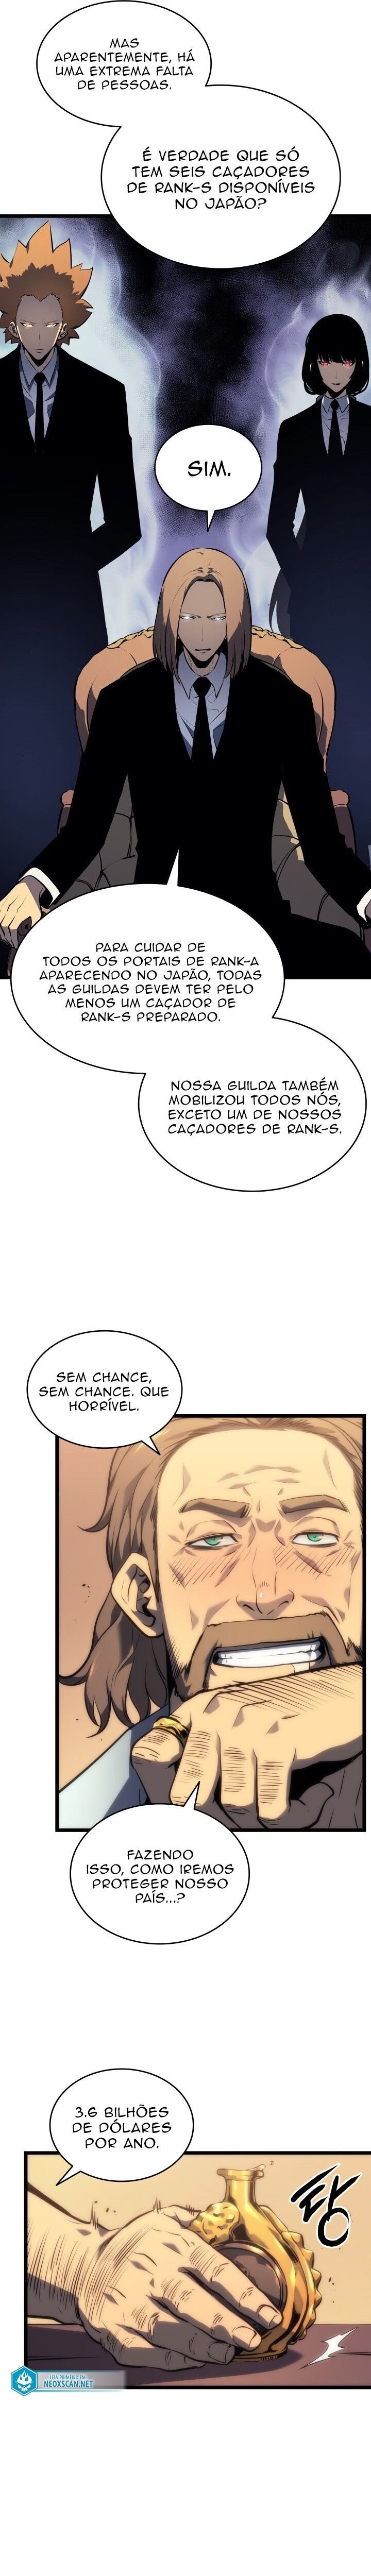 MAS
APARENTEMENTE, HÁ
UMA EXTREMA FALTA
DE PESSOAS.
É VERDADE QUE SÓ
TEM SEIS CAÇADORES
DE RANK-S DISPONÍVEIS
NO JAPÃO?
SIM.
PARA CUIDAR DE
TODOS OS PORTAIS DE RANK-A
APARECENDO NO JAPÃO, TODAS
AS GUILDAS DEVEM TER PELO
MENOS UM CAÇADOR DE
RANK-S PREPARADO.
NOSSA GUILDA TAMBÉM
MOBILIZOU TODOS NÓS,
EXCETO UM DE NOSSOS
CAÇADORES DE RANK-S.
SEM CHANCE,
SEM CHANCE. QUE
HORRÍVEL.
FAZENDO
ISSO, COMO IREMOS
PROTEGER NOSSO
PAÍS...?
3.6 BILHÕES
DE DÓLARES
POR ANO.
탁
LEIA PRIMEIRO EM:
NEOXSCAN.NET